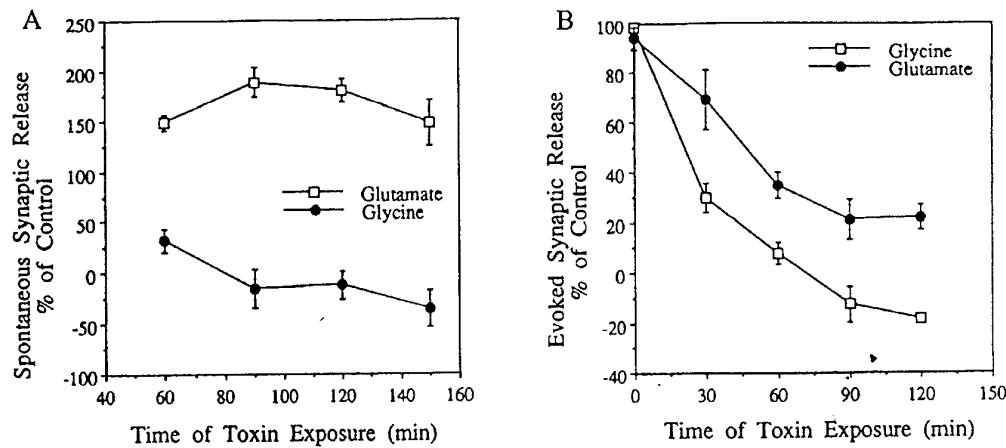 A
Spontaneous Synaptic Release
% of Control
250
200
150
100
50
0
-50
-100
40
60
80
100
120
140
160
Glutamate
Glycine
Time of Toxin Exposure (min)
B
Evoked Synaptic Release
% of Control
100
80
60
40
20
0
-20
-40
0
30
60
90
120
150
Glycine
Glutamate
Time of Toxin Exposure (min)